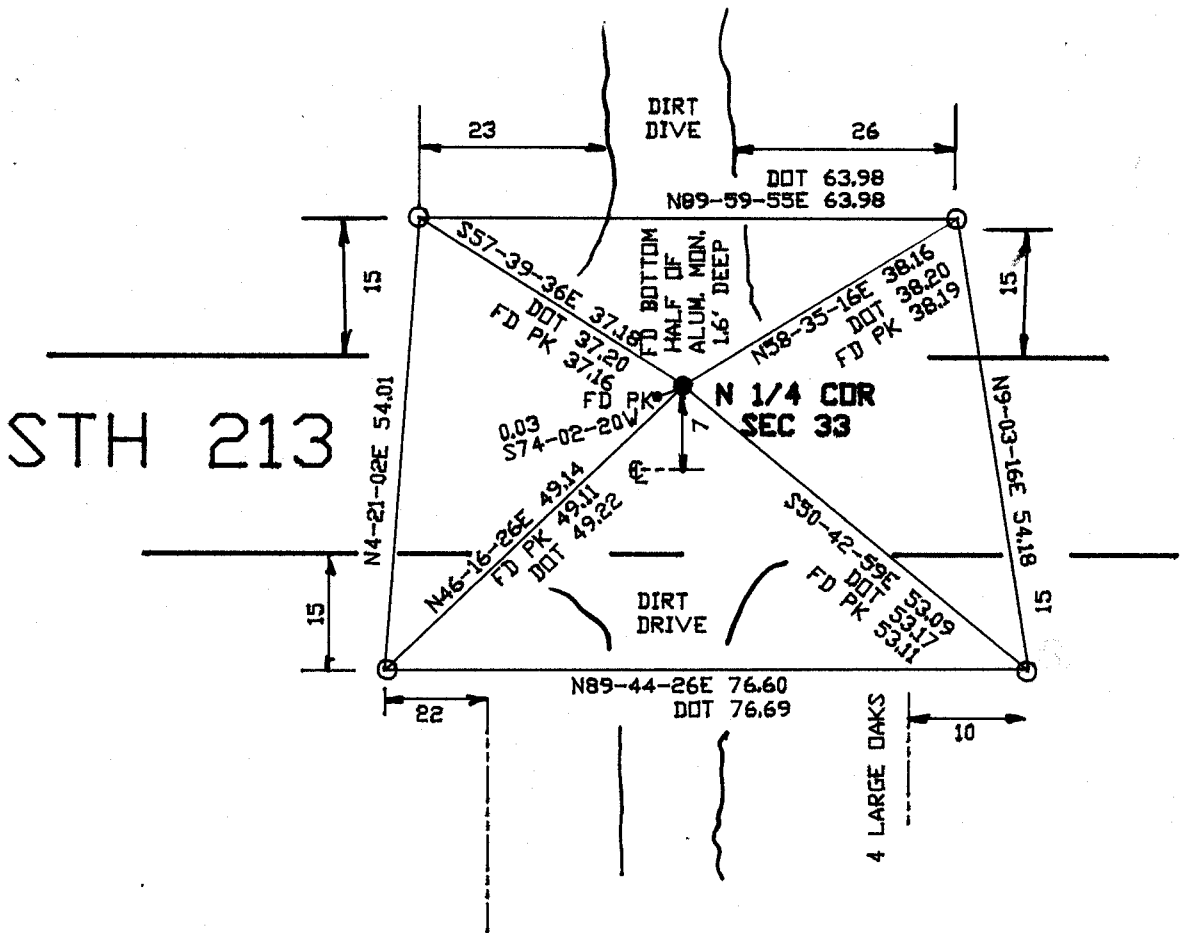 DIRT
DIVE
23
26
DOT 63.98
N89-59-55E 63.98
15
S57-39-36E 37.18
DOT 37.20
FD PK 37.16
FD BOTTOM
HALF OF
ALUM. MON.
1.6' DEEP
N58-35-16E 38.16
DOT 38.20
FD PK 38.19
15
STH 213
N4-21-02E 54.01
FD PK
0.03
S74-02-20W
N 1/4 COR
SEC 33
7
CL
N9-03-16E 54.18
N46-16-26E 49.14
FD PK 49.11
DOT 49.22
S50-42-59E 53.09
DOT 53.17
FD PK 53.11
15
DIRT
DRIVE
15
N89-44-26E 76.60
DOT 76.69
22
4 LARGE OAKS
10